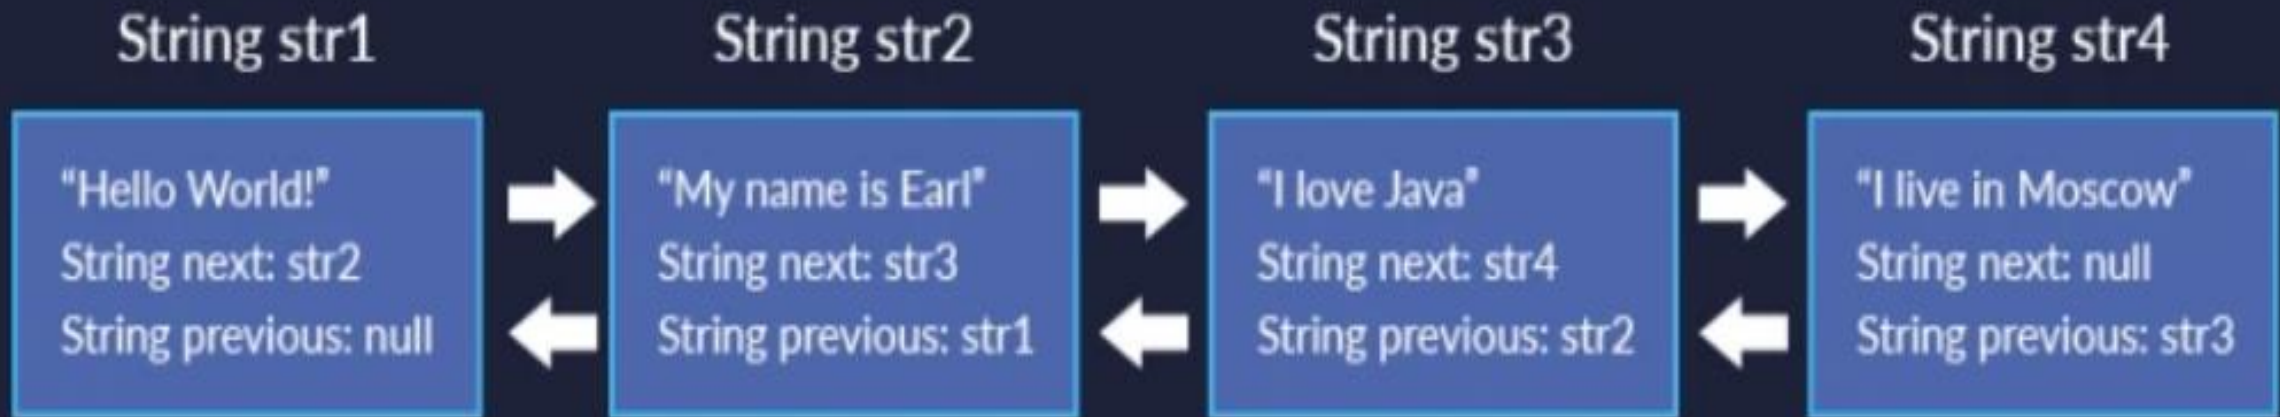 String str1
String str2
String str3
String str4
“Hello World!”
String next: str2
String previous: null
“My name is Earl”
String next: str3
String previous: str1
“I love Java”
String next: str4
String previous: str2
“I live in Moscow”
String next: null
String previous: str3